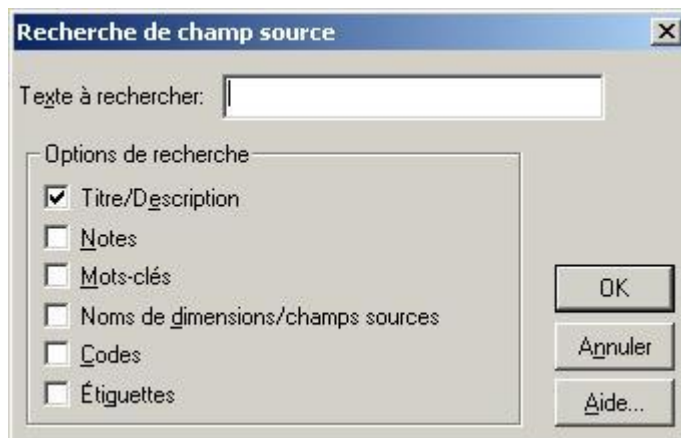 Recherche de champ source
Texte à rechercher:
Options de recherche
Titre/Description
Notes
Mots-clés
Noms de dimensions/champs sources
Codes
Étiguettes
OK
Annuler
Aide...